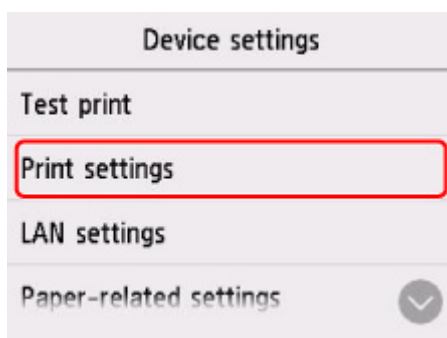 Device settings
Test print
Print settings
LAN settings
Paper-related settings